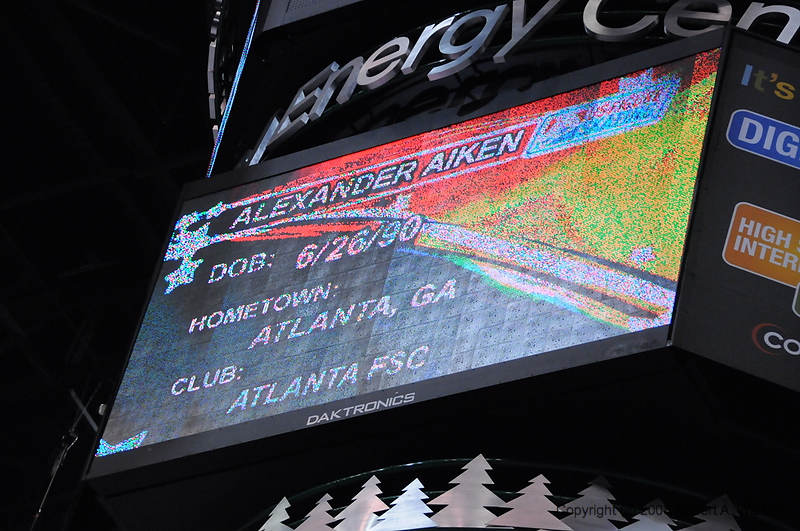 Energy Cen
ALEXANDER AIKEN
DOB: 6/26/90
HOMETOWN:
ATLANTA, GA
CLUB:
ATLANTA FSC
DAKTRONICS
It's
DIG
HIGH
INTER
CO
Copyright